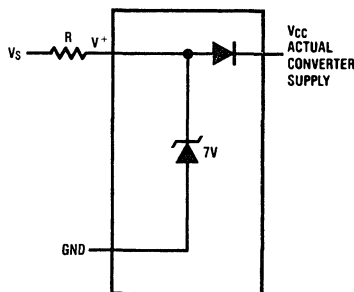 R
VS
V+
VCC
ACTUAL
CONVERTER
SUPPLY
7V
GND